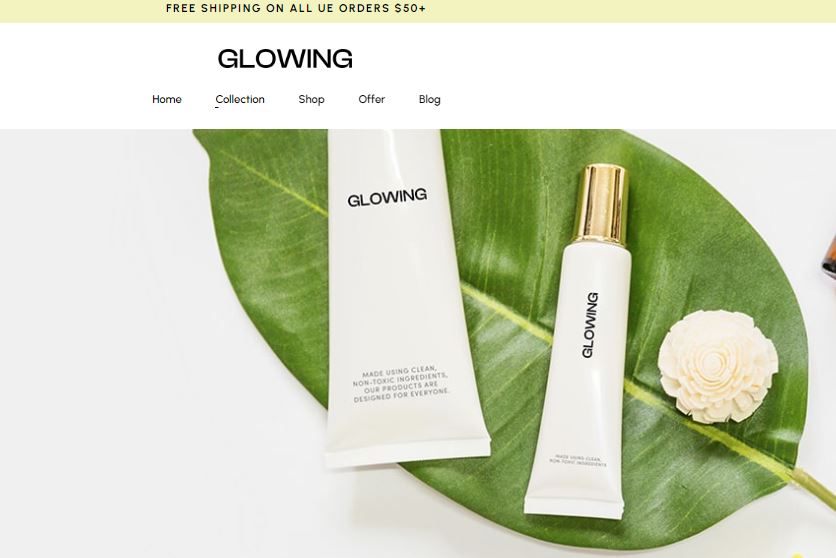 FREE SHIPPING ON ALL UE ORDERS $50+
GLOWING
Home Collection Shop Offer Blog
GLOWING
MADE USING CLEAN,
NON-TOXIC INGREDIENTS,
OUR PRODUCTS ARE
DESIGNED FOR EVERYONE.
GLOWING
MADE USING CLEAN,
NON-TOXIC INGREDIENTS